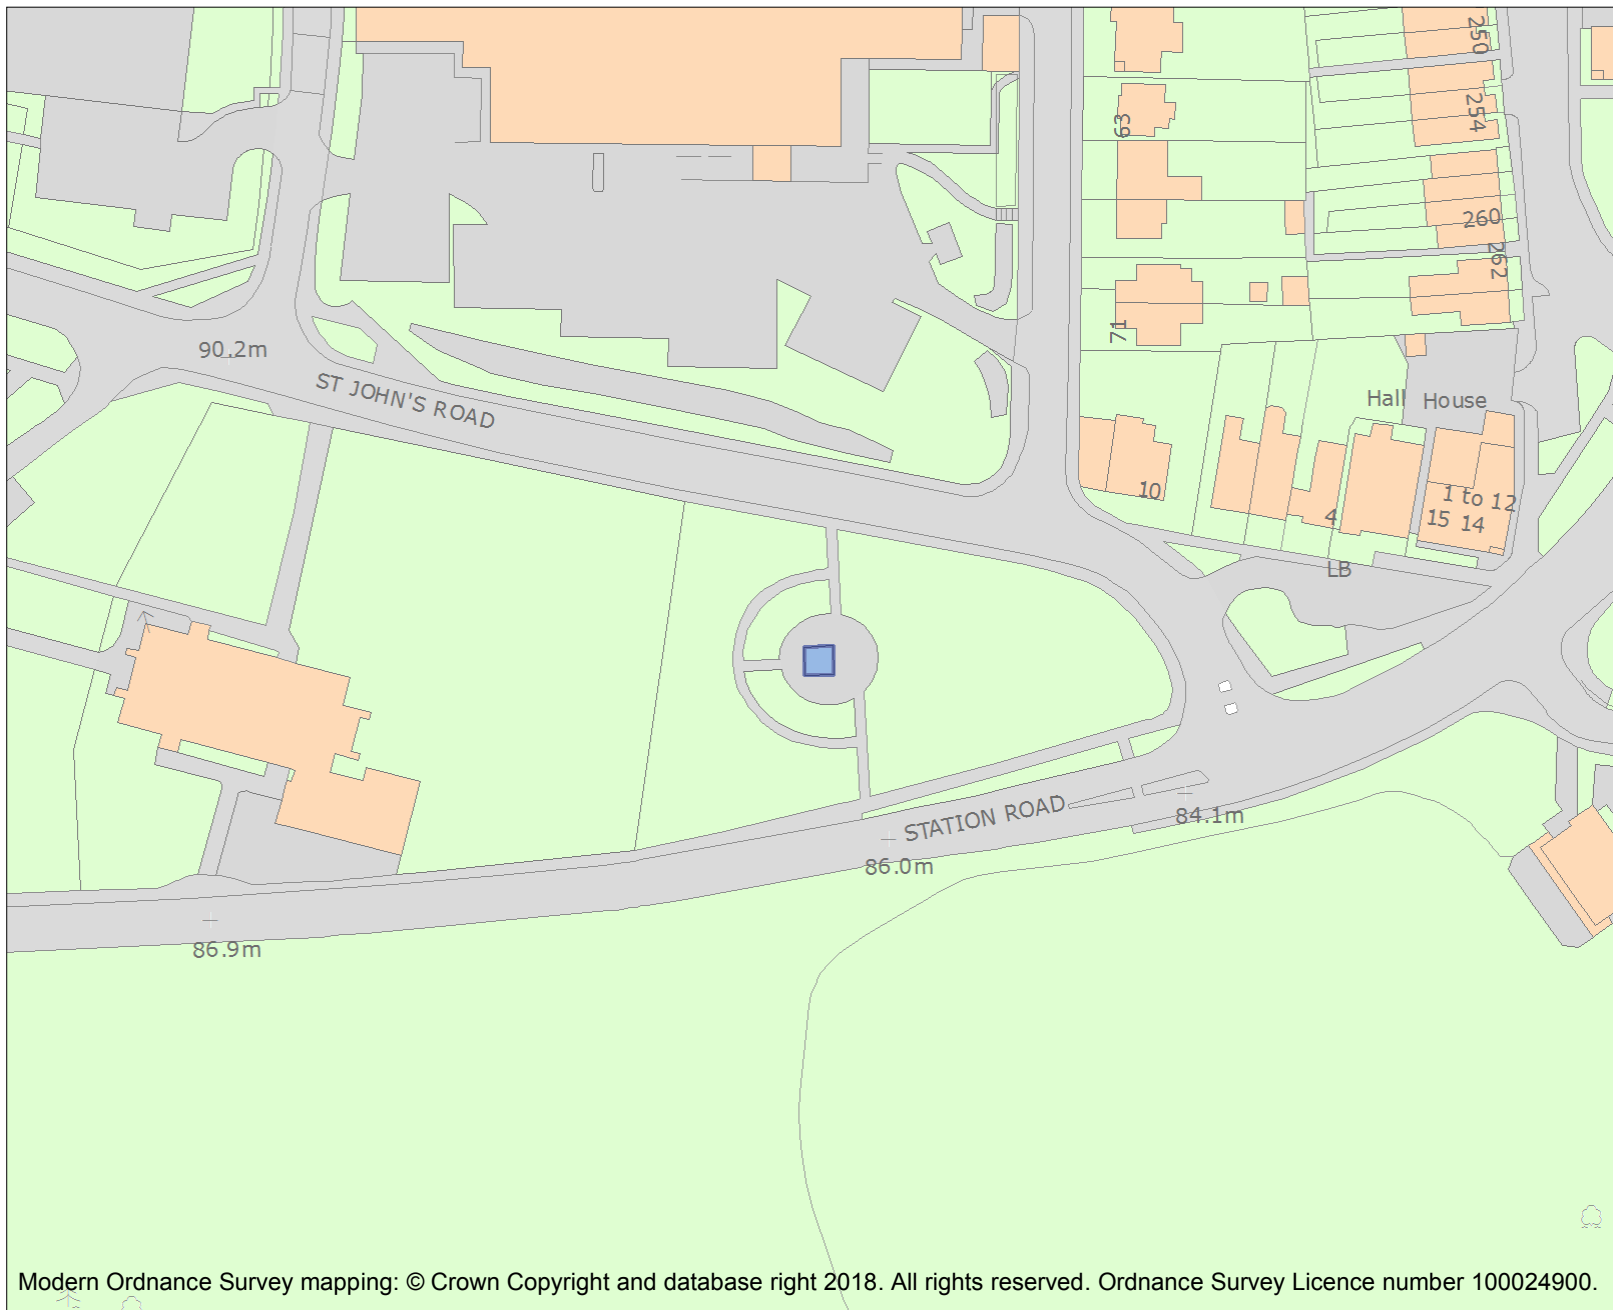 250
254
63
260
262
71
90.2m
ST JOHN'S ROAD
Hall House
10
4
1 to 12
15 14
LB
STATION ROAD
84.1m
86.0m
86.9m
Modern Ordnance Survey mapping: © Crown Copyright and database right 2018. All rights reserved. Ordnance Survey Licence number 100024900.